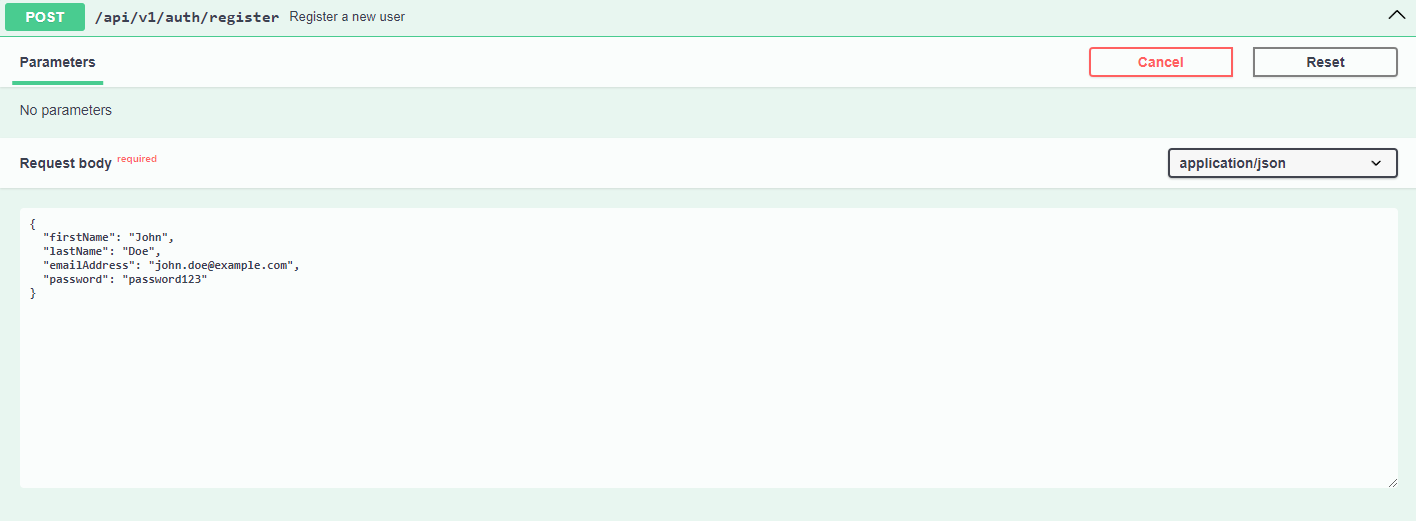 POST /api/v1/auth/register Register a new user
Parameters Cancel Reset
No parameters
Request body required application/json
{
  "firstName": "John",
  "lastName": "Doe",
  "emailAddress": "john.doe@example.com",
  "password": "password123"
}